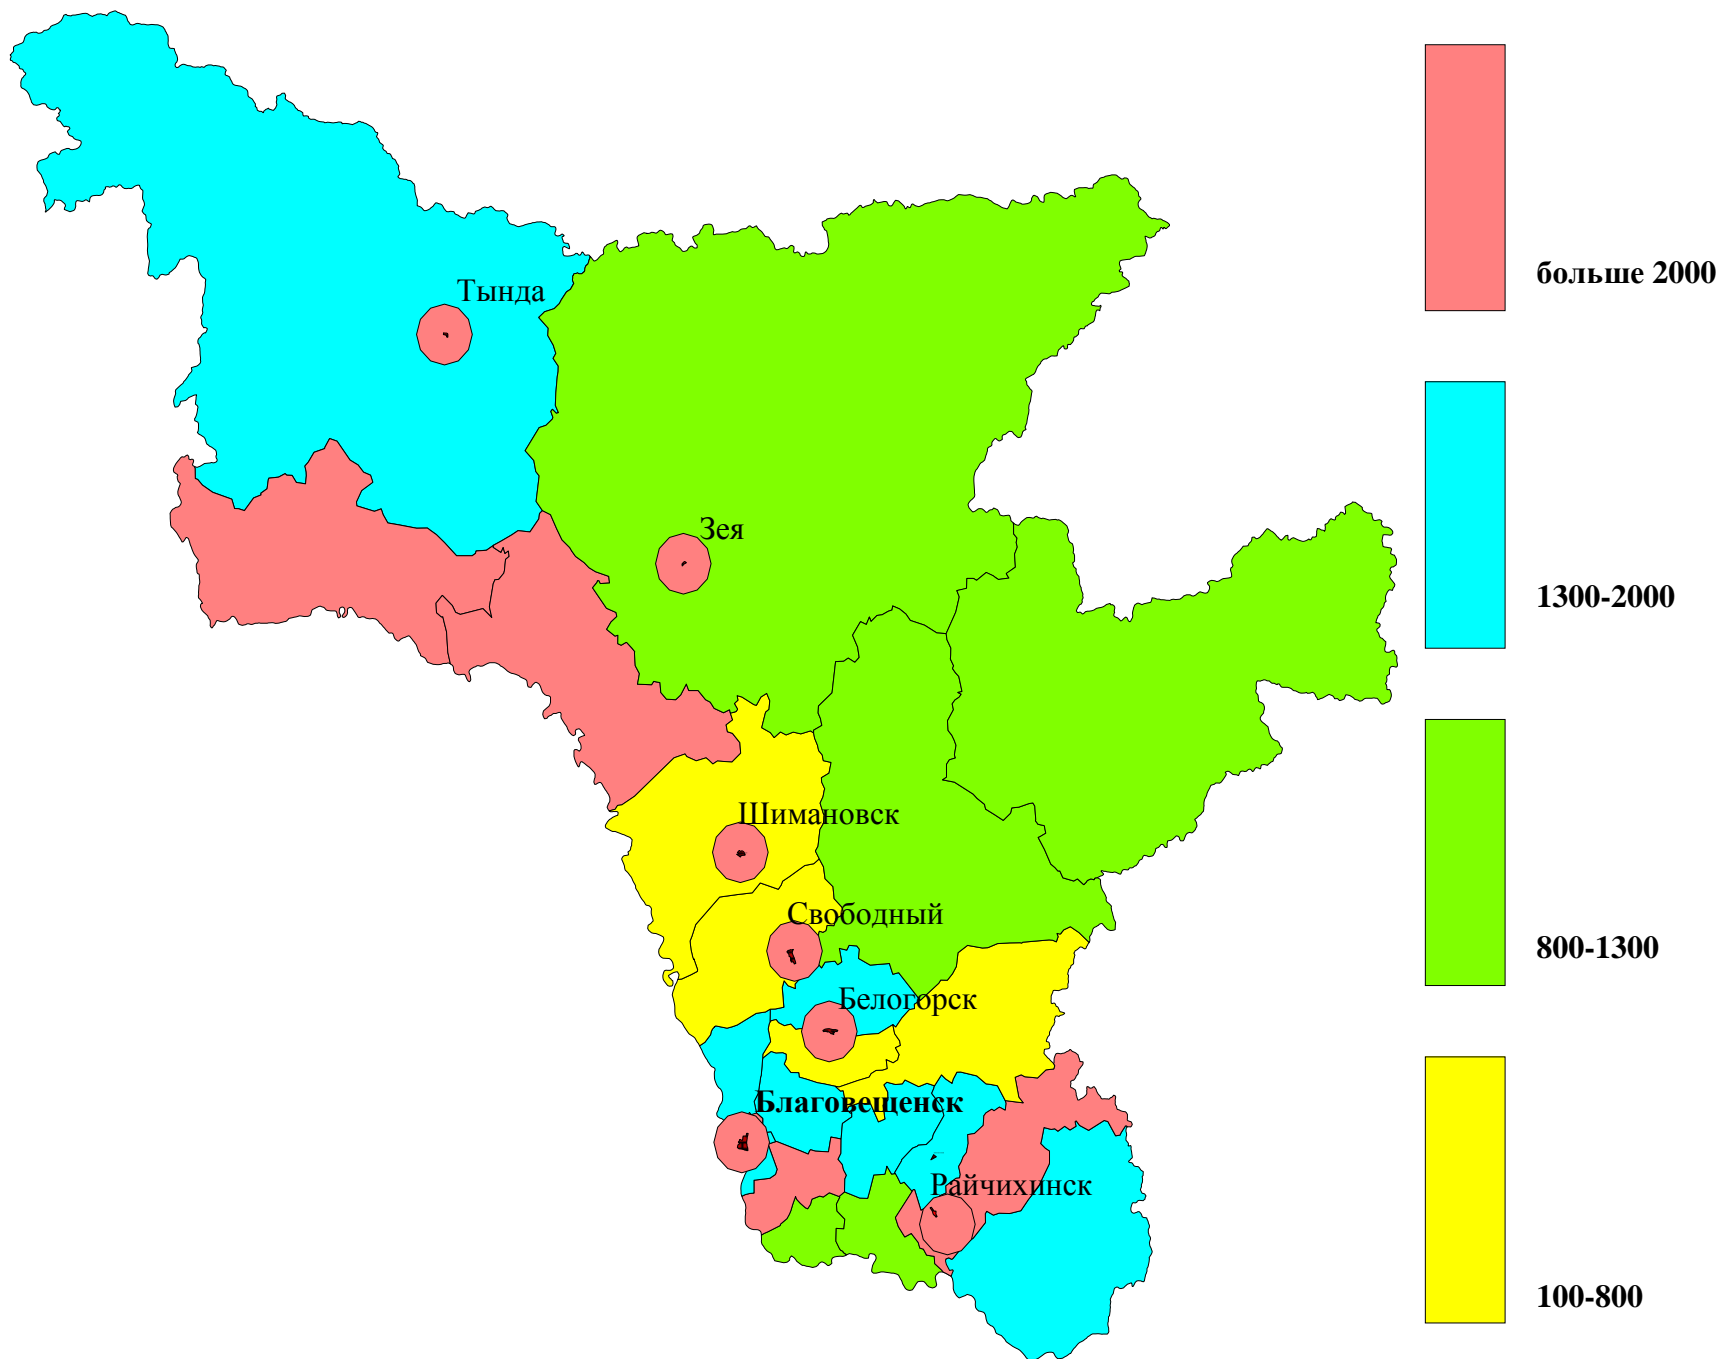 Тында
Зея
Шимановск
Свободный
Белогорск
Благовещенск
Райчихинск
больше 2000
1300-2000
800-1300
100-800